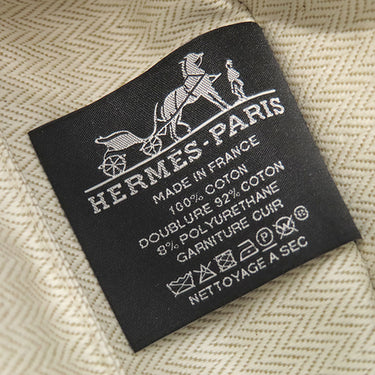 HERMÈS-PARIS
MADE IN FRANCE
100% COTON
DOUBLURE 92% COTON
8% POLYURETHANE
GARNITURE CUIR
NETTOYAGE A SEC